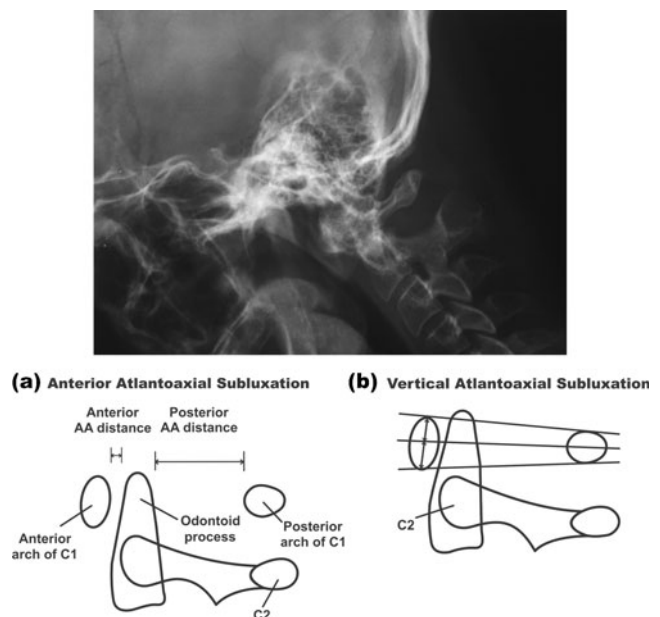 (a) Anterior Atlantoaxial Subluxation
Anterior
AA distance
Posterior
AA distance
Anterior
arch of C1
Odontoid
process
Posterior
arch of C1
C2
(b) Vertical Atlantoaxial Subluxation
C2